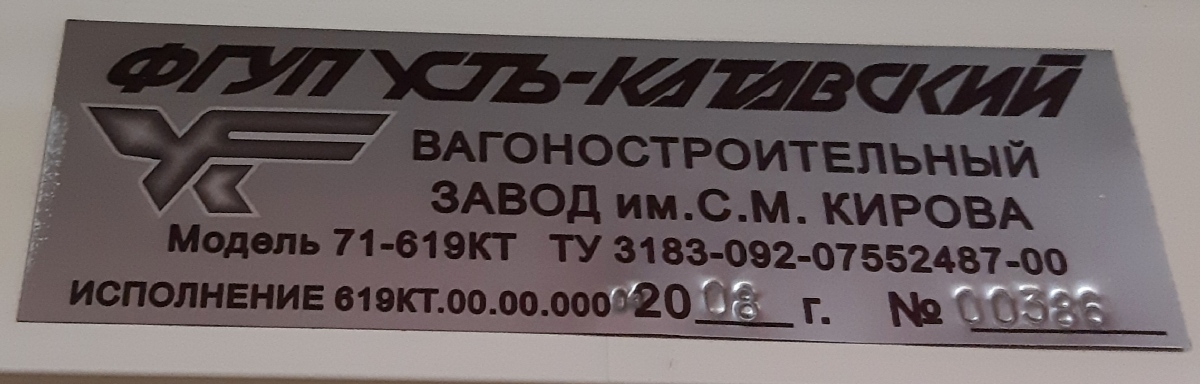 ФГУП УСТЬ-КАТАВСКИЙ
ВАГОНОСТРОИТЕЛЬНЫЙ
ЗАВОД им.С.М. КИРОВА
Модель 71-619КТ ТУ 3183-092-07552487-00
ИСПОЛНЕНИЕ 619КТ.00.00.000 2008 г. № 00386